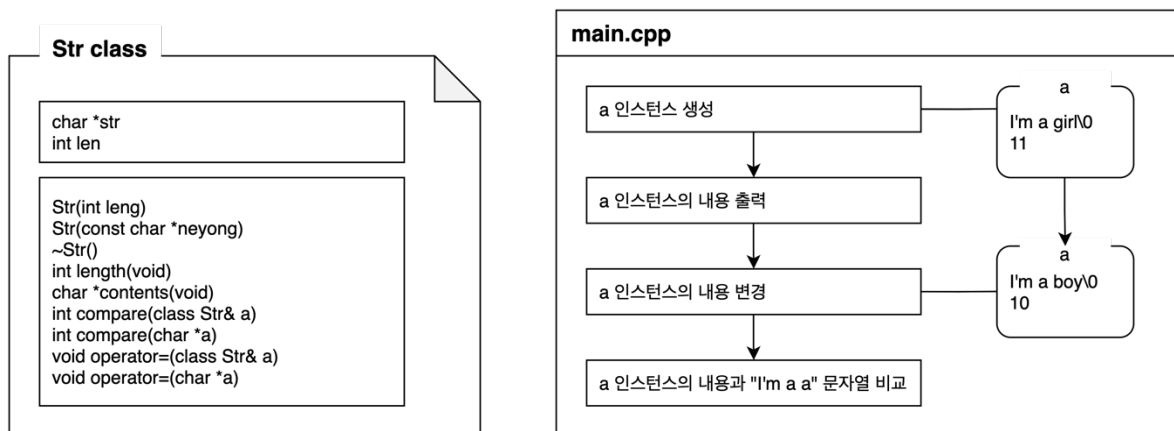 Str class
char *str
int len
Str(int leng)
Str(const char *neyong)
~Str()
int length(void)
char *contents(void)
int compare(class Str& a)
int compare(char *a)
void operator=(class Str& a)
void operator=(char *a)
main.cpp
a 인스턴스 생성
a 인스턴스의 내용 출력
a 인스턴스의 내용 변경
a 인스턴스의 내용과 "I'm a a" 문자열 비교
a
I'm a girl\0
11
a
I'm a boy\0
10